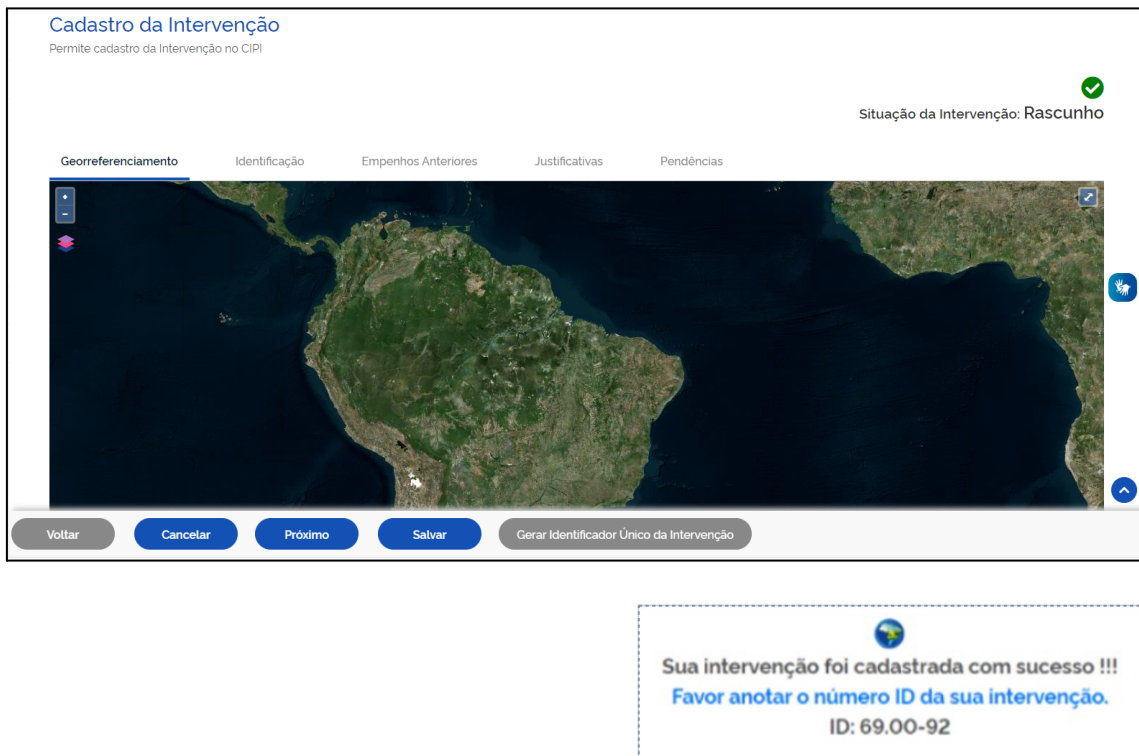 Cadastro da Intervenção
Permite cadastro da Intervenção no CIPI
Situação da Intervenção: Rascunho
Georreferenciamento Identificação Empenhos Anteriores Justificativas Pendências
+
-
Voltar Cancelar Próximo Salvar Gerar Identificador Único da Intervenção
Sua intervenção foi cadastrada com sucesso !!!
Favor anotar o número ID da sua intervenção.
ID: 69.00-92